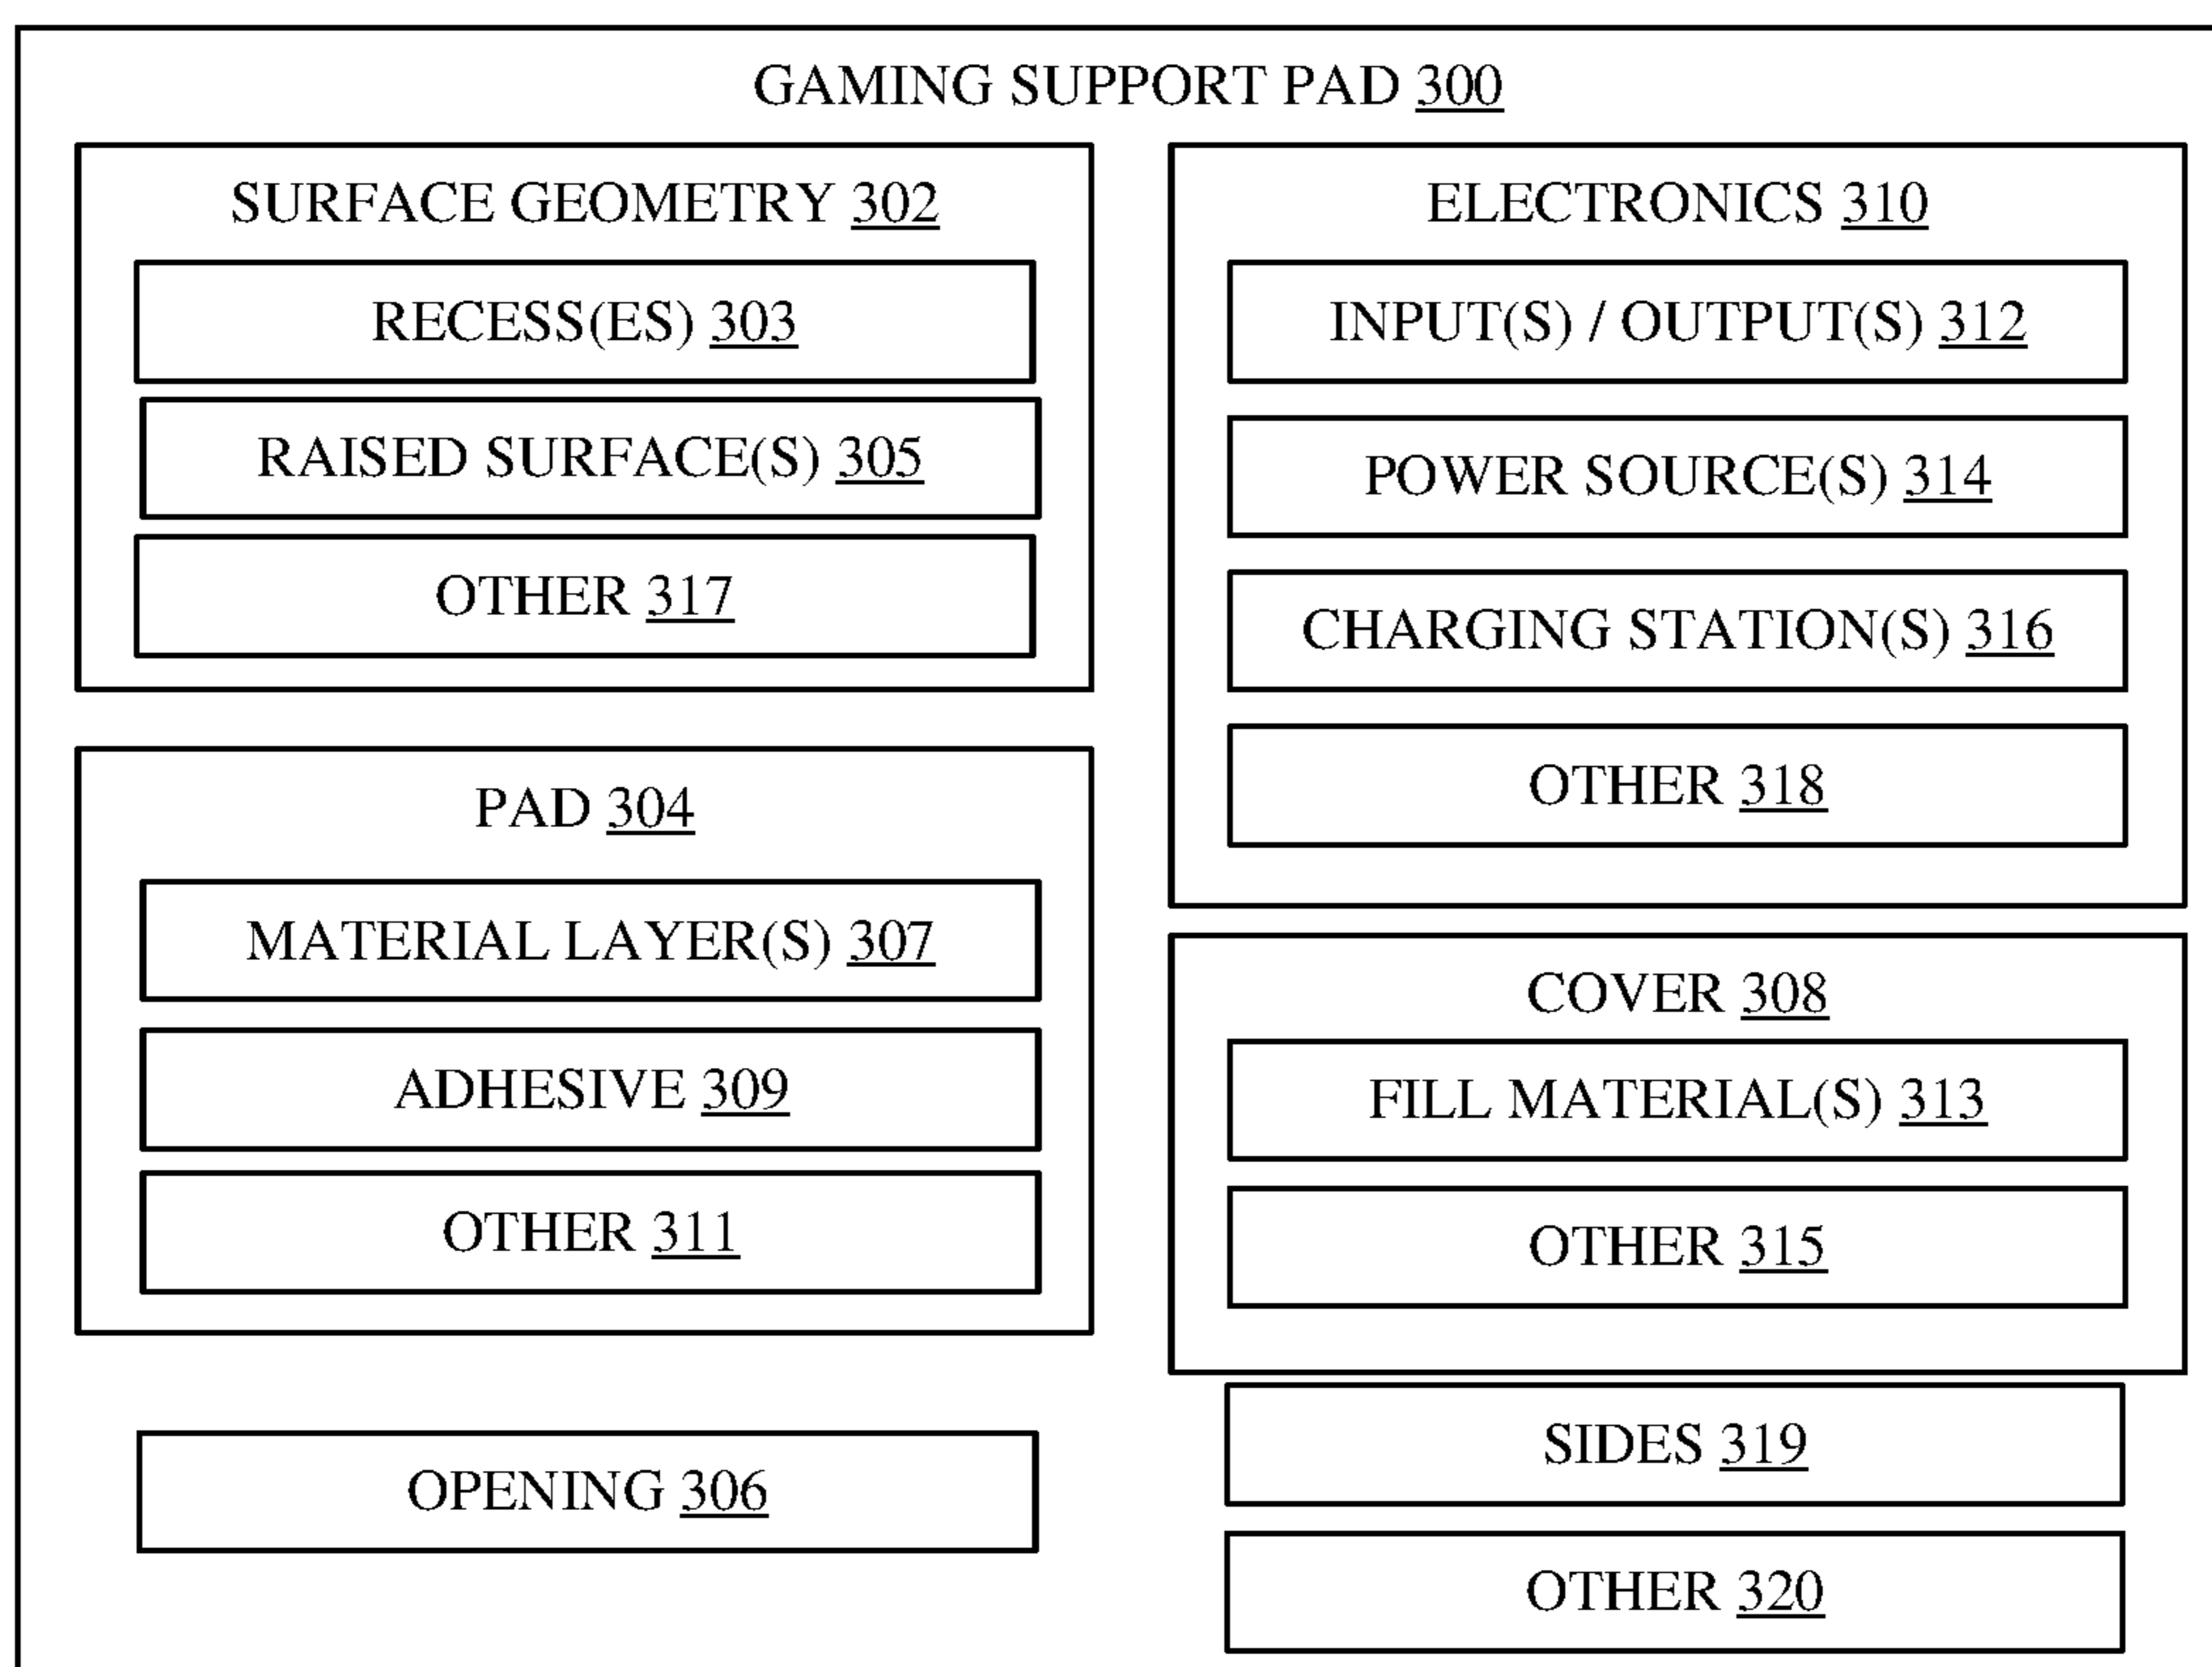 GAMING SUPPORT PAD 300
SURFACE GEOMETRY 302
RECESS(ES) 303
RAISED SURFACE(S) 305
OTHER 317
PAD 304
MATERIAL LAYER(S) 307
ADHESIVE 309
OTHER 311
OPENING 306
ELECTRONICS 310
INPUT(S) / OUTPUT(S) 312
POWER SOURCE(S) 314
CHARGING STATION(S) 316
OTHER 318
COVER 308
FILL MATERIAL(S) 313
OTHER 315
SIDES 319
OTHER 320